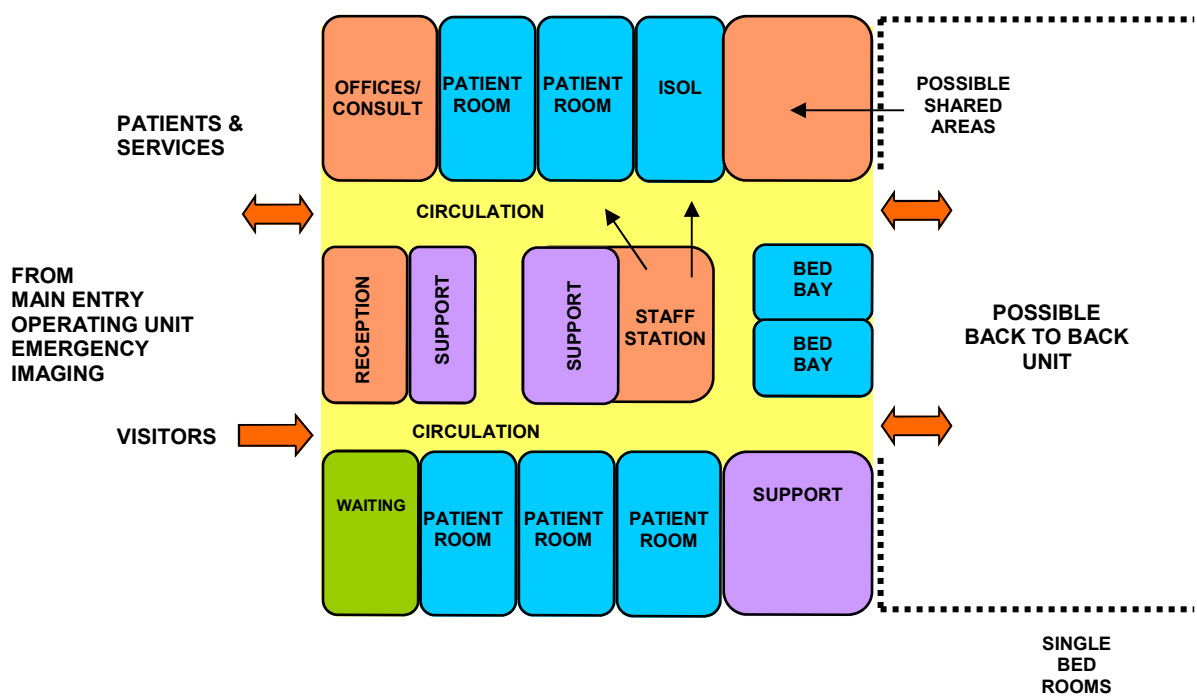 OFFICES/
CONSULT
PATIENT
ROOM
PATIENT
ROOM
ISOL
POSSIBLE
SHARED
AREAS
PATIENTS &
SERVICES
CIRCULATION
FROM
MAIN ENTRY
OPERATING UNIT
EMERGENCY
IMAGING
RECEPTION
SUPPORT
SUPPORT
STAFF
STATION
BED
BAY
BED
BAY
POSSIBLE
BACK TO BACK
UNIT
VISITORS
CIRCULATION
WAITING
PATIENT
ROOM
PATIENT
ROOM
PATIENT
ROOM
SUPPORT
SINGLE
BED
ROOMS